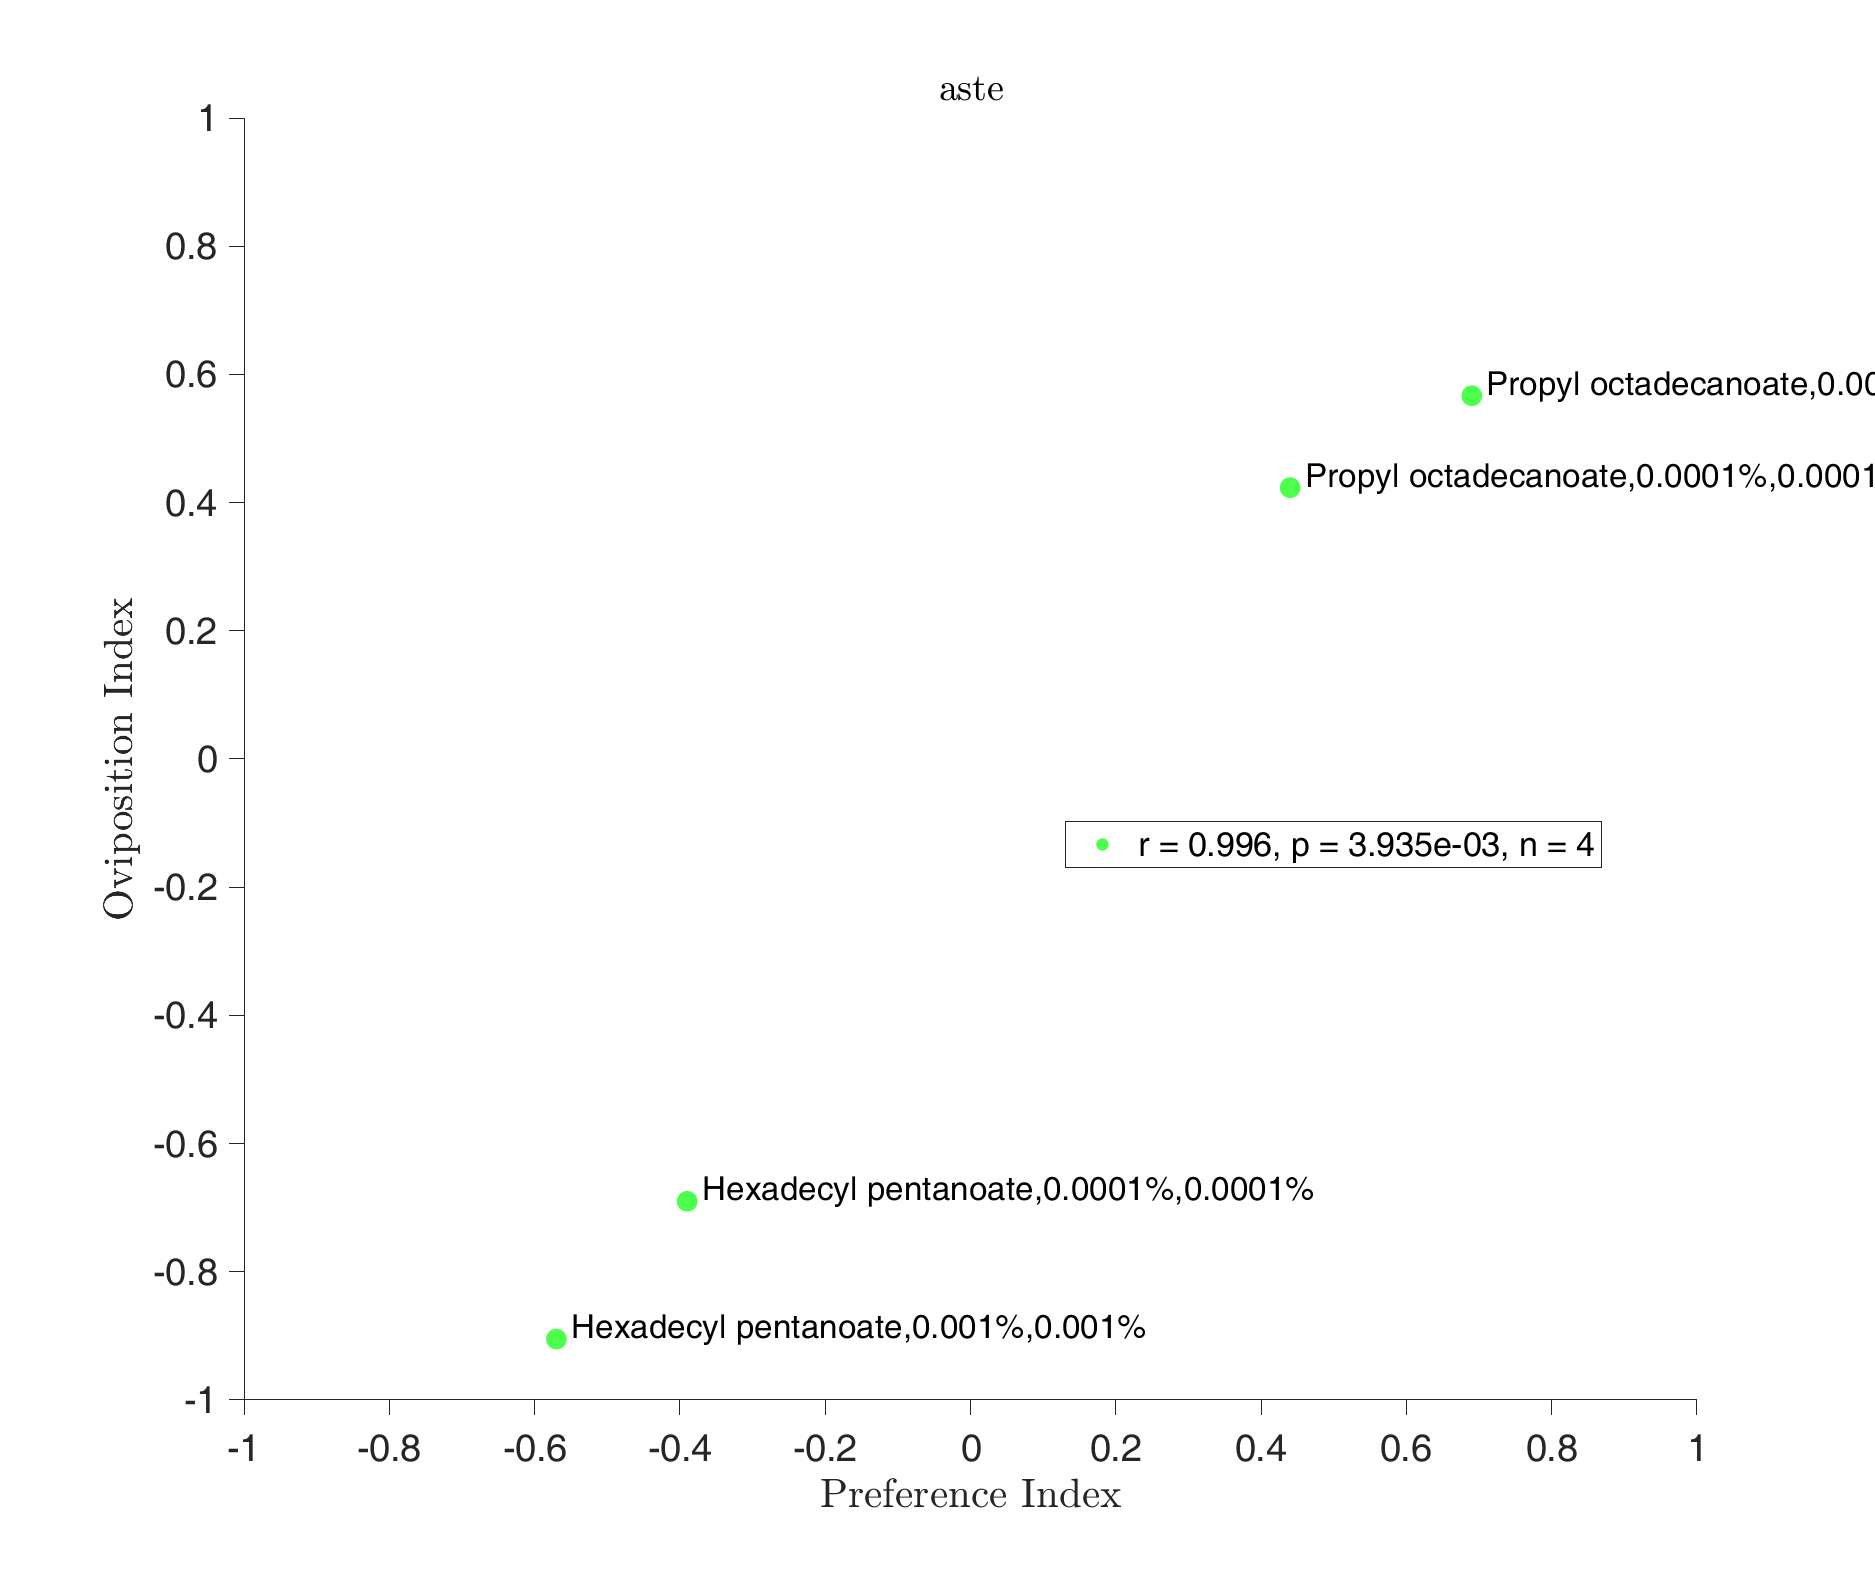 aste
1
0.8
0.6
0.4
0.2
0
-0.2
-0.4
-0.6
-0.8
-1
Oviposition Index
Propyl octadecanoate,0.00
Propyl octadecanoate,0.0001%,0.0001
r = 0.996, p = 3.935e-03, n = 4
Hexadecyl pentanoate,0.0001%,0.0001%
Hexadecyl pentanoate,0.001%,0.001%
-1 -0.8 -0.6 -0.4 -0.2 0 0.2 0.4 0.6 0.8 1
Preference Index